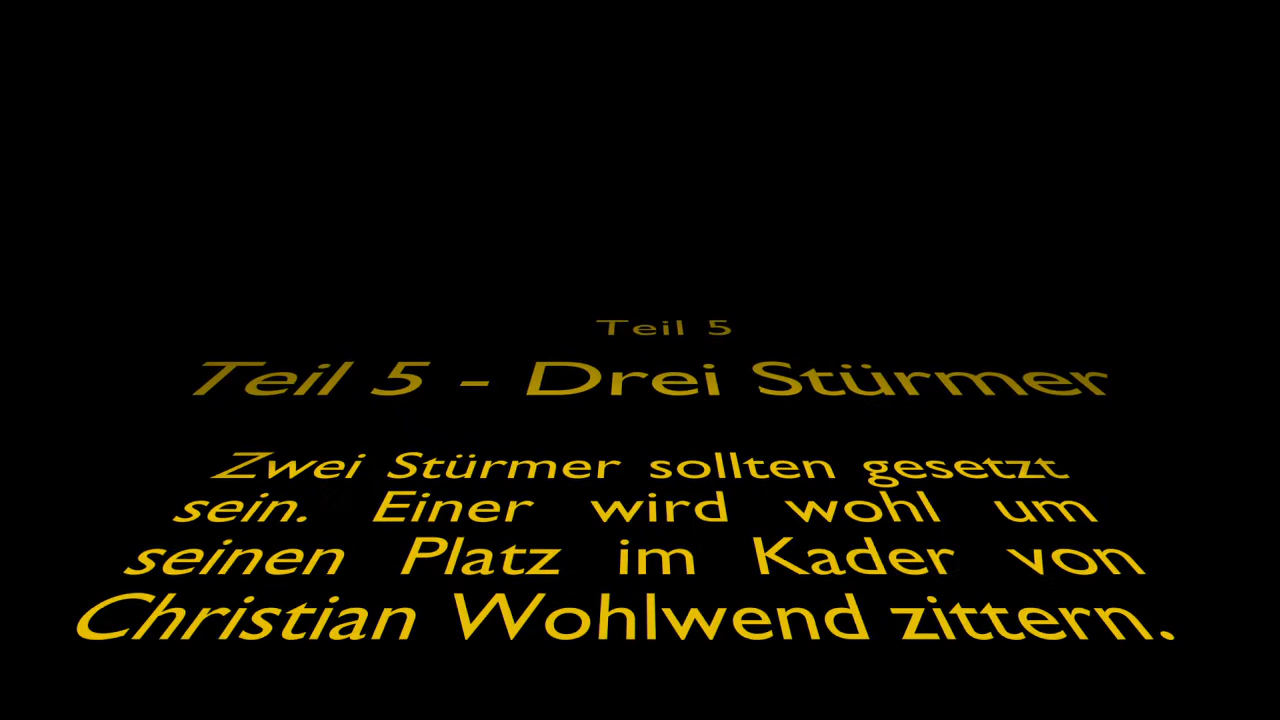 Teil 5
Teil 5 - Drei Stürmer
Zwei Stürmer sollten gesetzt
sein. Einer wird wohl um
seinen Platz im Kader von
Christian Wohlwend zittern.